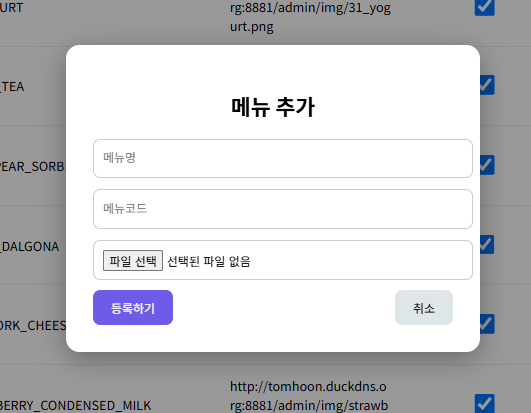 URT
rg:8881/admin/img/31_yog
urt.png
_TEA
메뉴 추가
메뉴명
PEAR_SORB
메뉴코드
_DALGONA
파일 선택 선택된 파일 없음
등록하기
취소
ORK_CHEES
http://tomhoon.duckdns.o
BERRY_CONDENSED_MILK
rg:8881/admin/img/strawb